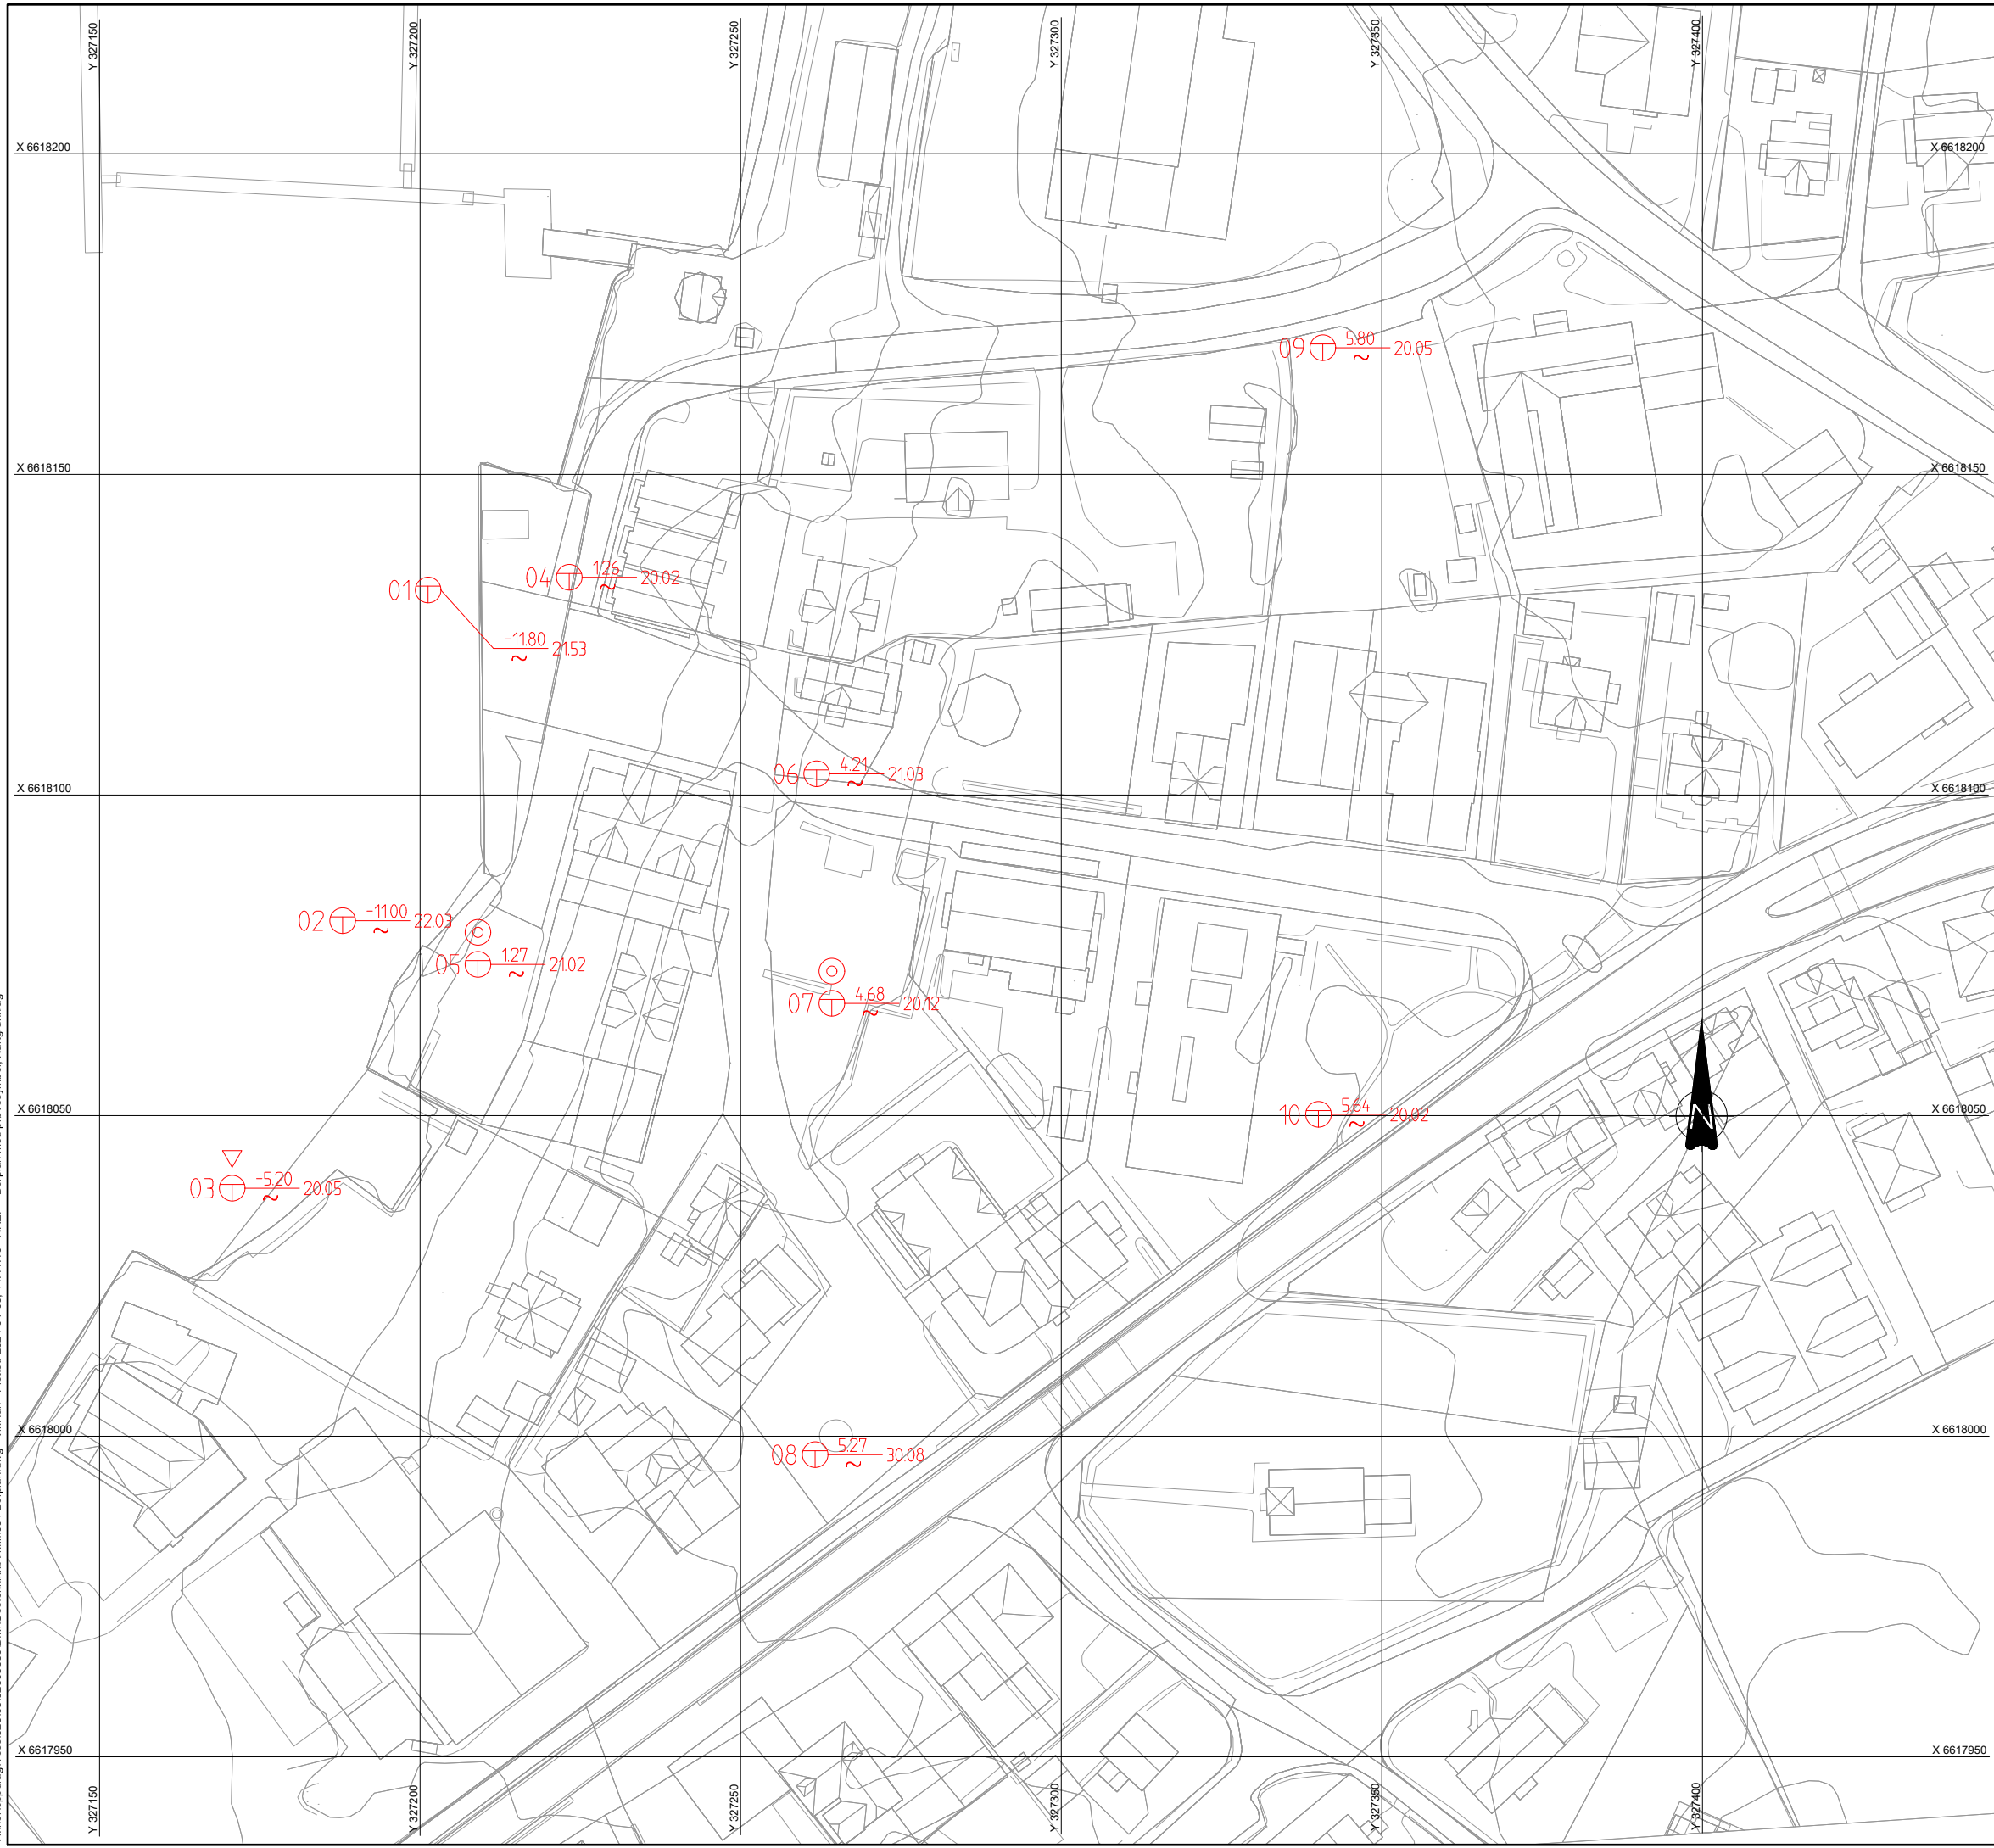 Y 327150
Y 327200
Y 327250
Y 327300
Y 327350
Y 327400
X 6618200
X 6618200
09 5.80 ~ 20.05
X 6618150
X 6618150
04 1.26 ~ 20.02
01 -11.80 ~ 21.53
06 4.21 ~ 21.03
X 6618100
X 6618100
02 -11.00 ~ 22.03
05 1.27 ~ 21.02
07 4.68 ~ 20.12
X 6618050
10 5.64 ~ 20.02
N
X 6618050
03 -5.20 ~ 20.05
X 6618000
X 6618000
08 5.27 ~ 30.08
X 6617950
X 6617950
Y 327150
Y 327200
Y 327250
Y 327300
Y 327350
Y 327400